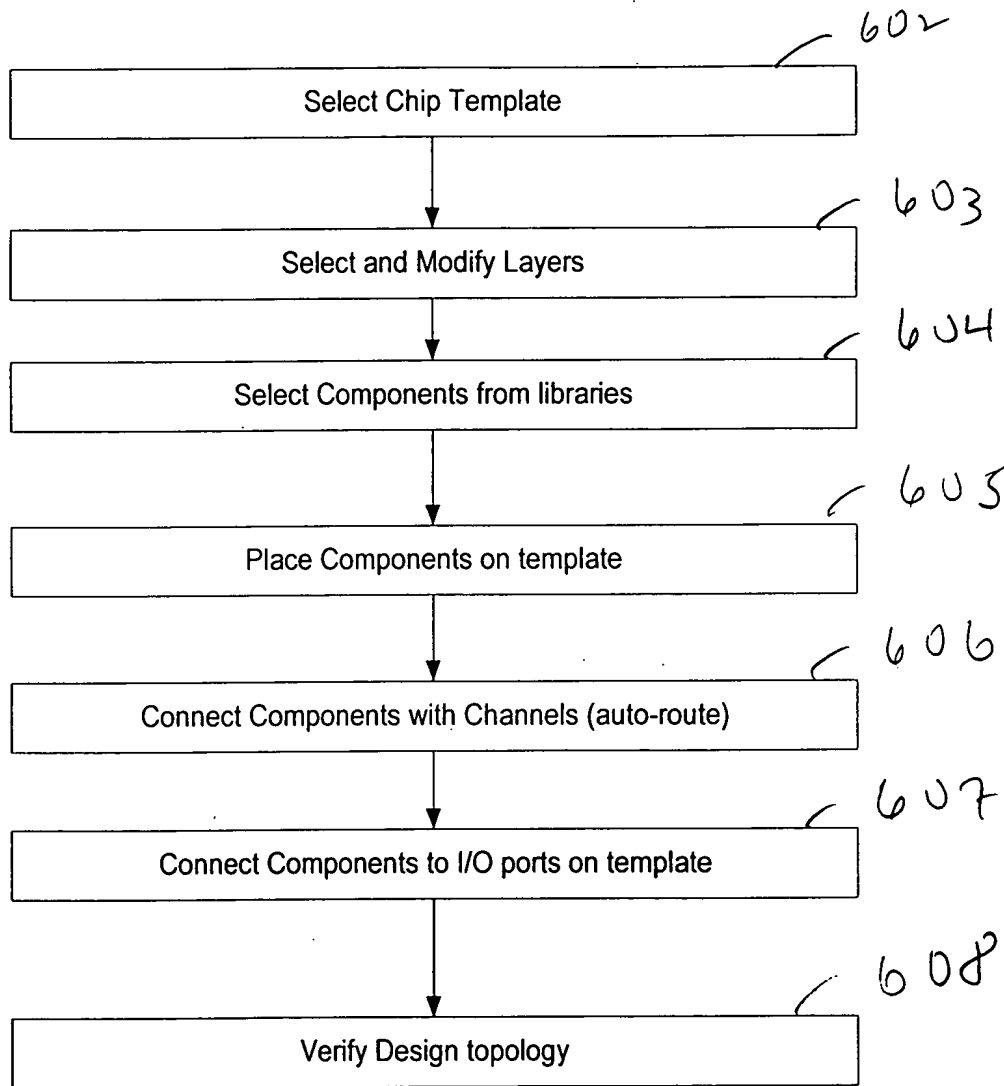 602
Select Chip Template
603
Select and Modify Layers
604
Select Components from libraries
605
Place Components on template
606
Connect Components with Channels (auto-route)
607
Connect Components to I/O ports on template
608
Verify Design topology